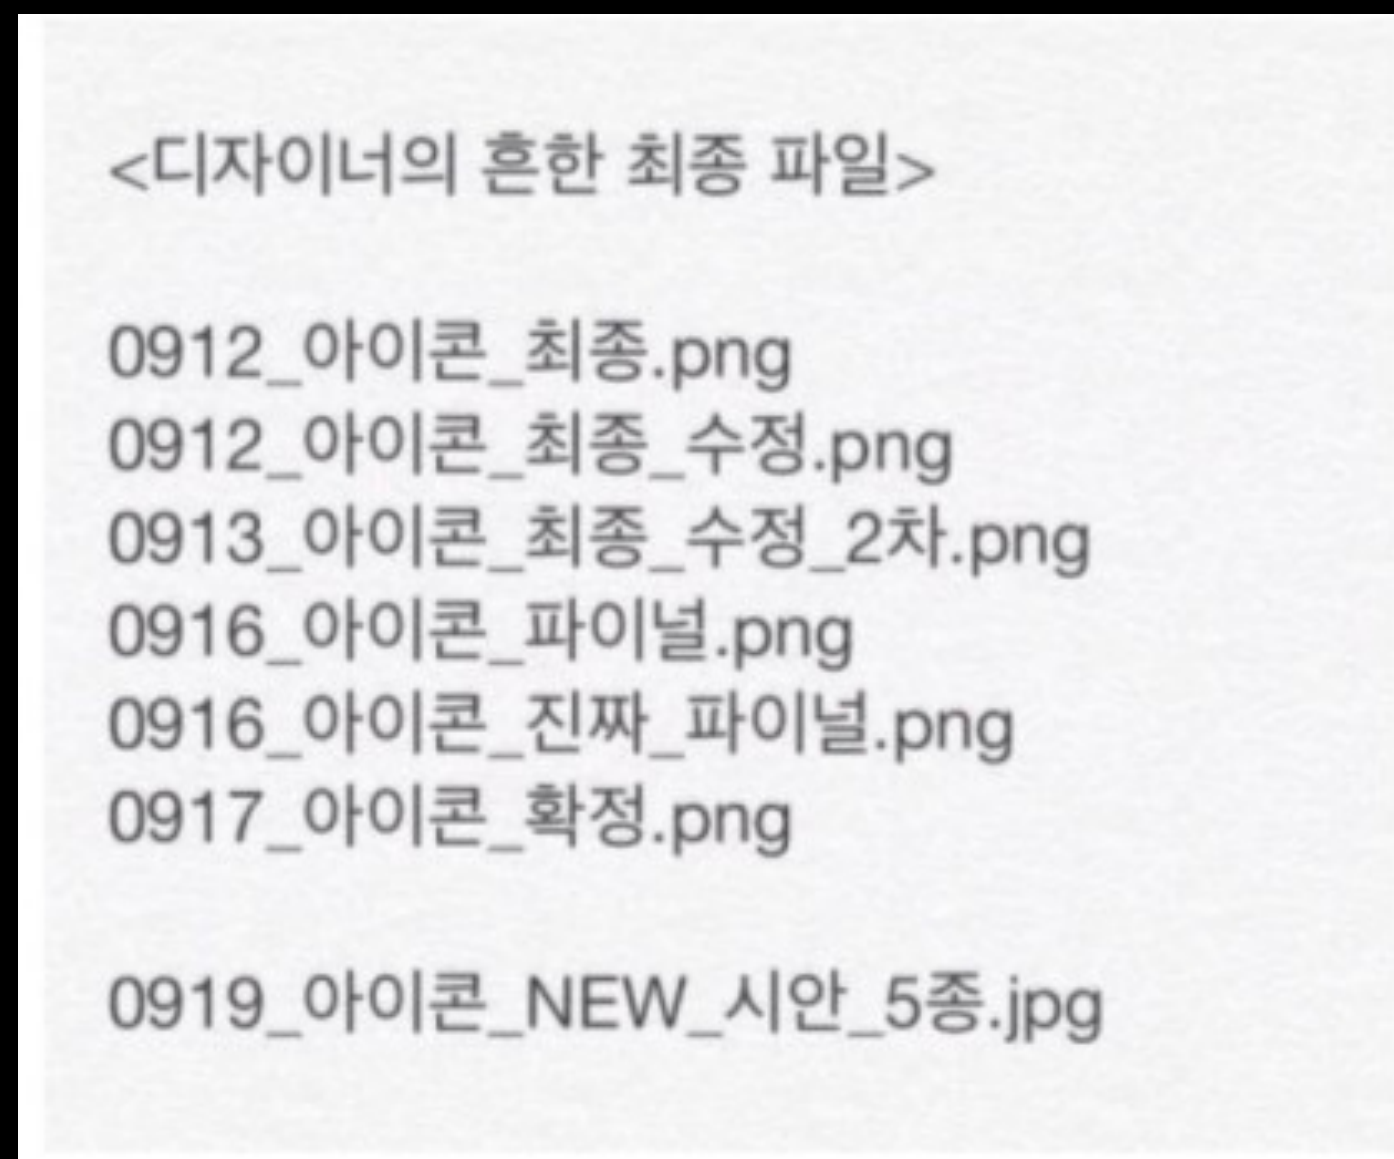 <디자이너의 흔한 최종 파일>
0912_아이콘_최종.png
0912_아이콘_최종_수정.png
0913_아이콘_최종_수정_2차.png
0916_아이콘_파이널.png
0916_아이콘_진짜_파이널.png
0917_아이콘_확정.png
0919_아이콘_NEW_시안_5종.jpg